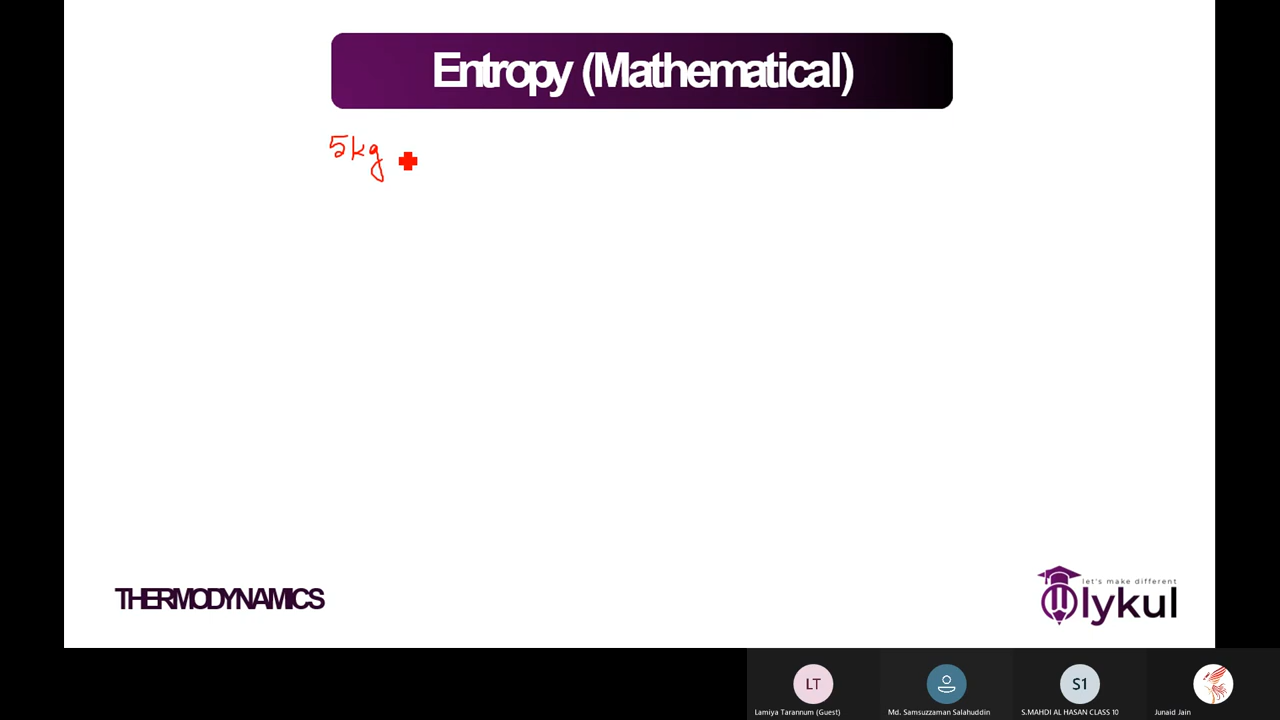 Entropy (Mathematical)
5kg
THERMODYNAMICS
let's make different
lykul
LT
S1
Lamiya Tarannum (Guest)
Md. Samsuzzaman Salahuddin
S.MAHDI AL HASAN CLASS 10
Junaid Jain